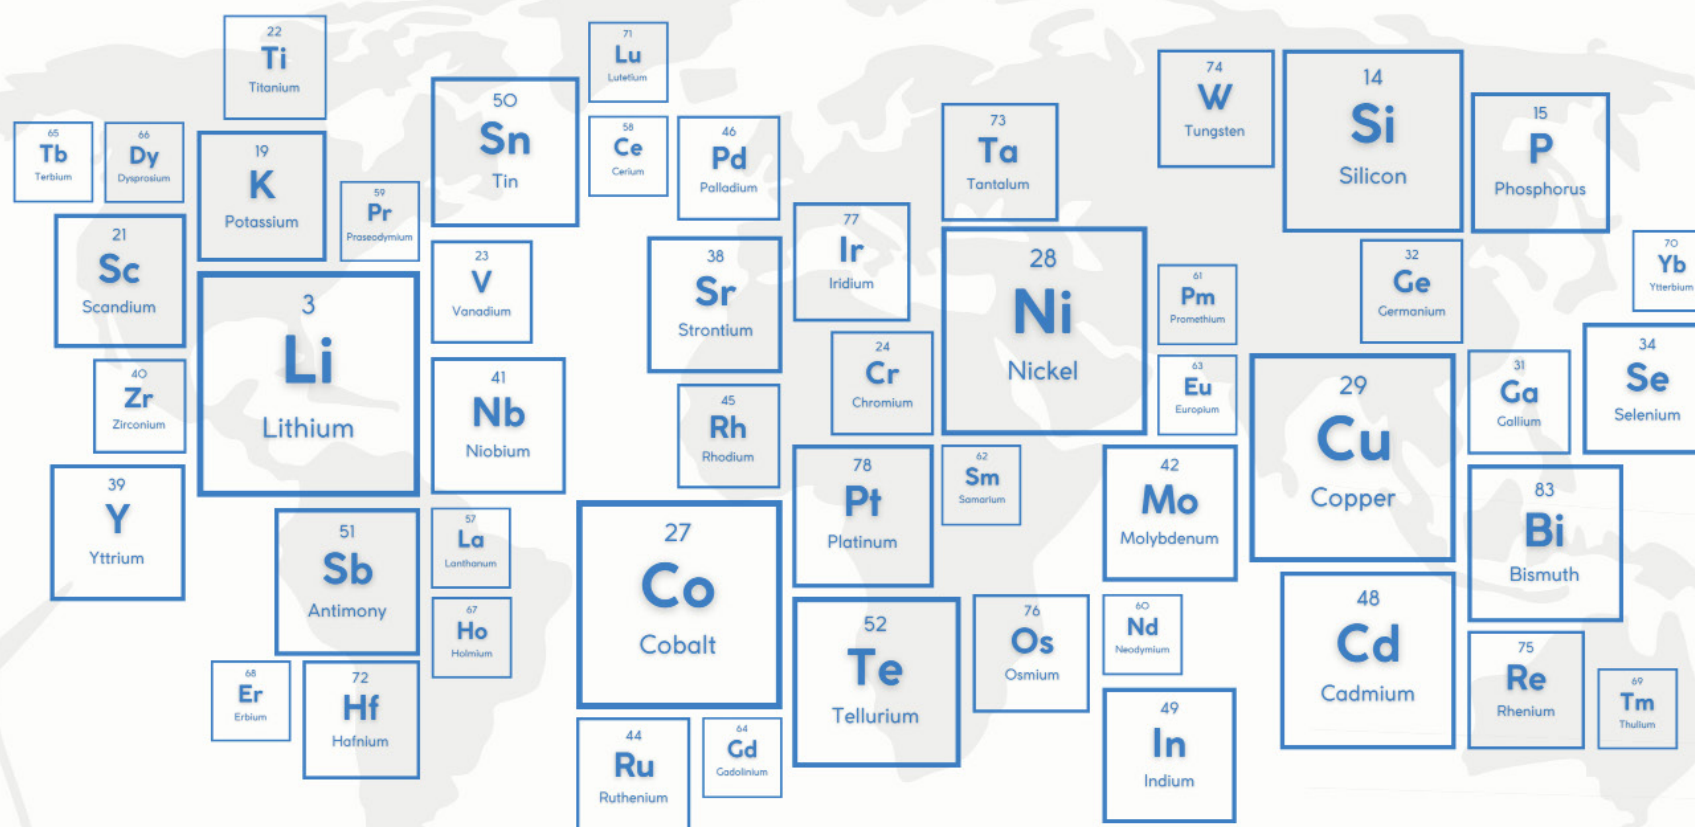 22
Ti
Titanium
71
Lu
Lutetium
50
Sn
Tin
74
W
Tungsten
14
Si
Silicon
15
P
Phosphorus
65
Tb
Terbium
66
Dy
Dysprosium
19
K
Potassium
58
Ce
Cerium
46
Pd
Palladium
73
Ta
Tantalum
59
Pr
Praseodymium
21
Sc
Scandium
77
Ir
Iridium
28
Ni
Nickel
23
V
Vanadium
38
Sr
Strontium
61
Pm
Promethium
32
Ge
Germanium
70
Yb
Ytterbium
3
Li
Lithium
24
Cr
Chromium
34
Se
Selenium
40
Zr
Zirconium
41
Nb
Niobium
45
Rh
Rhodium
63
Eu
Europium
29
Cu
Copper
31
Ga
Gallium
39
Y
Yttrium
78
Pt
Platinum
62
Sm
Samarium
42
Mo
Molybdenum
83
Bi
Bismuth
51
Sb
Antimony
57
La
Lanthanum
27
Co
Cobalt
67
Ho
Holmium
52
Te
Tellurium
76
Os
Osmium
60
Nd
Neodymium
48
Cd
Cadmium
75
Re
Rhenium
68
Er
Erbium
72
Hf
Hafnium
69
Tm
Thulium
44
Ru
Ruthenium
64
Gd
Gadolinium
49
In
Indium